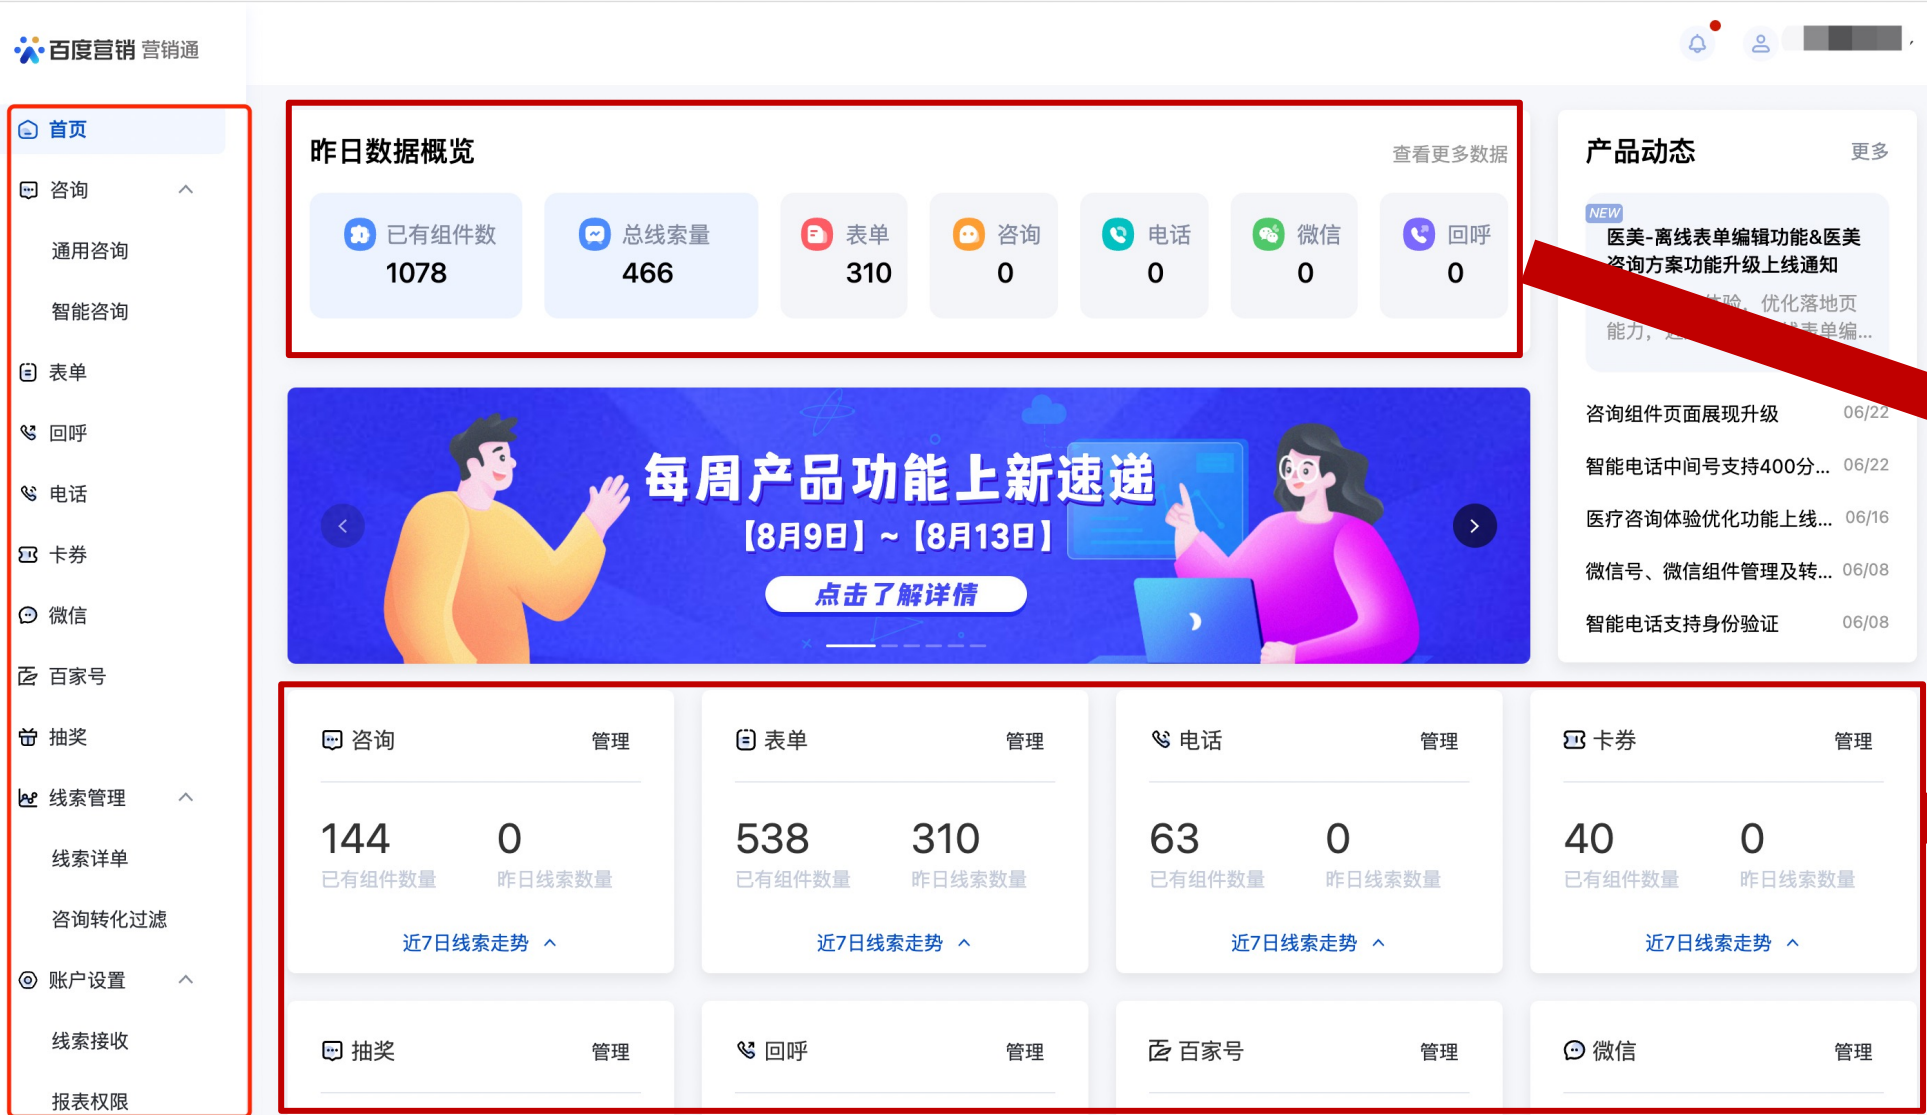 百度营销 营销通
首页
咨询
通用咨询
智能咨询
表单
回呼
电话
卡券
微信
百家号
抽奖
线索管理
线索详单
咨询转化过滤
账户设置
线索接收
报表权限
昨日数据概览
查看更多数据
已有组件数
1078
总线索量
466
表单
310
咨询
0
电话
0
微信
0
回呼
0
每周产品功能上新速递
【8月9日】~【8月13日】
点击了解详情
产品动态
更多
NEW
医美-离线表单编辑功能&医美
咨询方案功能升级上线通知
优化落地页
能力，
表单编...
咨询组件页面展现升级 06/22
智能电话中间号支持400分... 06/22
医疗咨询体验优化功能上线... 06/16
微信号、微信组件管理及转... 06/08
智能电话支持身份验证 06/08
咨询 管理
144 0
已有组件数量 昨日线索数量
近7日线索走势
表单 管理
538 310
已有组件数量 昨日线索数量
近7日线索走势
电话 管理
63 0
已有组件数量 昨日线索数量
近7日线索走势
卡券 管理
40 0
已有组件数量 昨日线索数量
近7日线索走势
抽奖 管理
回呼 管理
百家号 管理
微信 管理